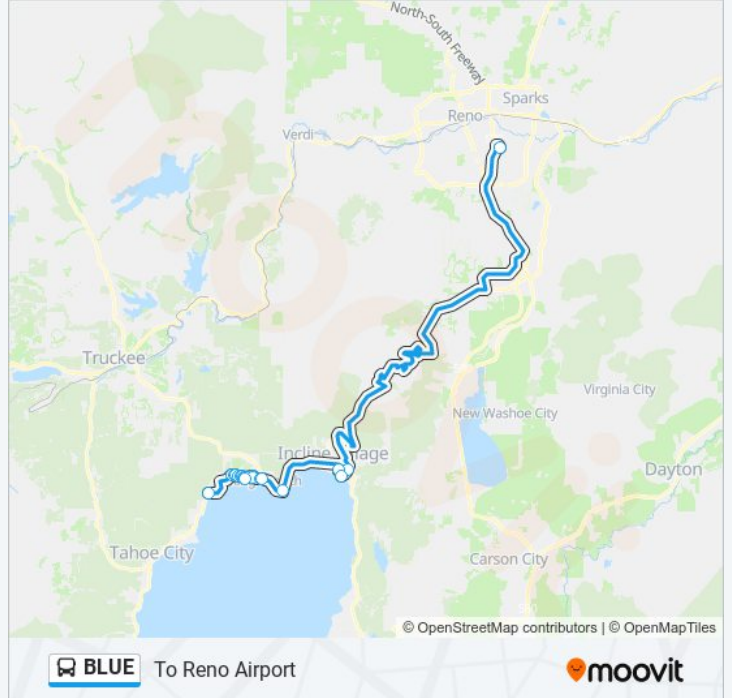 North-South Freeway
Sparks
Reno
Verdi
Truckee
Virginia City
New Washoe City
Incline Village
Dayton
Tahoe City
Carson City
© OpenStreetMap contributors | © OpenMapTiles
BLUE To Reno Airport
moovit